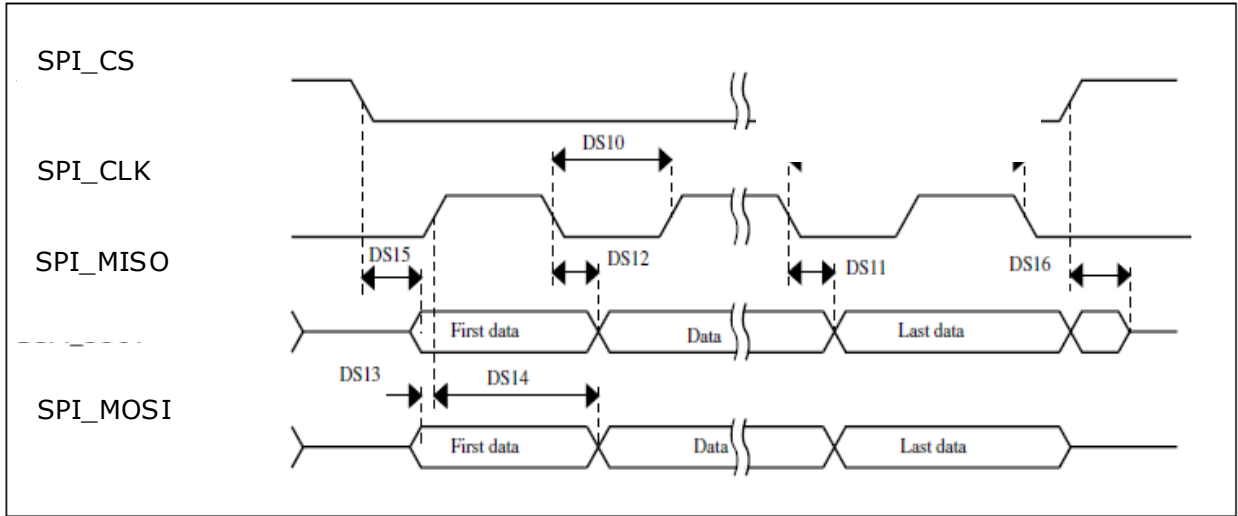 SPI_CS
DS10
SPI_CLK
DS15
DS12
DS11
DS16
SPI_MISO
First data
Data
Last data
DS13
DS14
SPI_MOSI
First data
Data
Last data